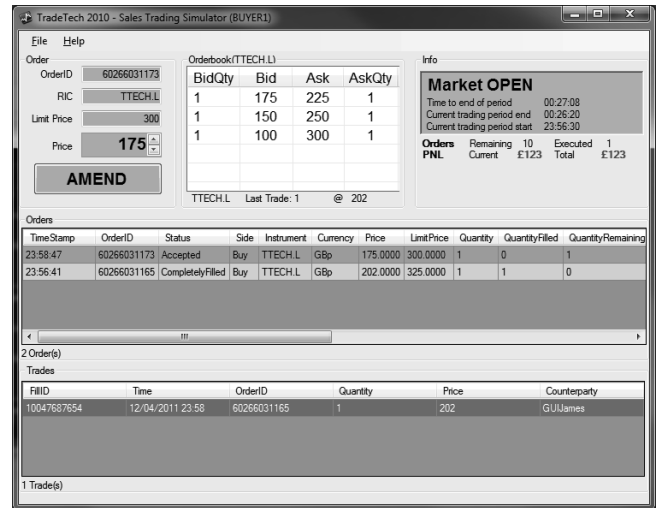 TradeTech 2010 - Sales Trading Simulator (BUYER1)
File Help
Order
OrderID 60266031173
RIC TTECH.L
Limit Price 300
Price 175
AMEND
Orderbook(TTECH.L)
BidQty Bid Ask AskQty
1 175 225 1
1 150 250 1
1 100 300 1
TTECH.L Last Trade: 1 @ 202
Info
Market OPEN
Time to end of period 00:27:08
Current trading period end 00:26:20
Current trading period start 23:56:30
Orders Remaining 10 Executed 1
PNL Current £123 Total £123
Orders
TimeStamp OrderID Status Side Instrument Currency Price LimitPrice Quantity QuantityFilled QuantityRemaining
23:58:47 60266031173 Accepted Buy TTECH.L GBp 175.0000 300.0000 1 0 1
23:56:41 60266031165 CompletelyFilled Buy TTECH.L GBp 202.0000 325.0000 1 1 0
2 Order(s)
Trades
FillID Time OrderID Quantity Price Counterparty
10047687654 12/04/2011 23:58 60266031165 1 202 GUIJames
1 Trade(s)